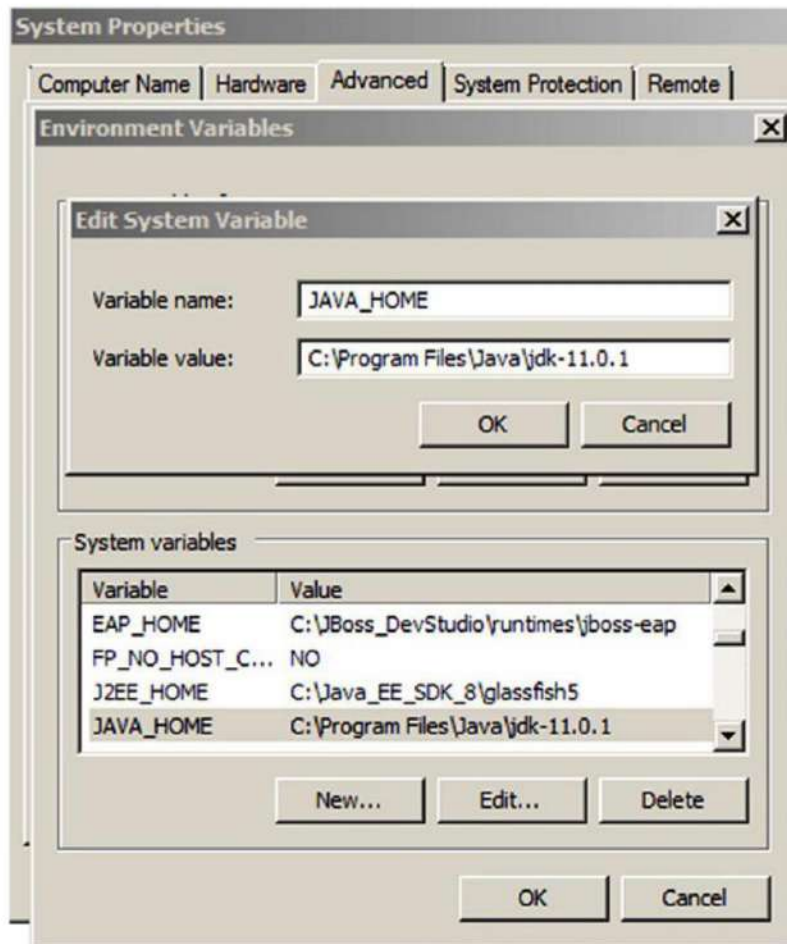 System Properties
Computer Name Hardware Advanced System Protection Remote
Environment Variables
Edit System Variable
Variable name: JAVA_HOME
Variable value: C:\Program Files\Java\jdk-11.0.1
OK Cancel
System variables
Variable Value
EAP_HOME C:\JBoss_DevStudio\runtimes\jboss-eap
FP_NO_HOST_C... NO
J2EE_HOME C:\Java_EE_SDK_8\glassfish5
JAVA_HOME C:\Program Files\Java\jdk-11.0.1
New... Edit... Delete
OK Cancel